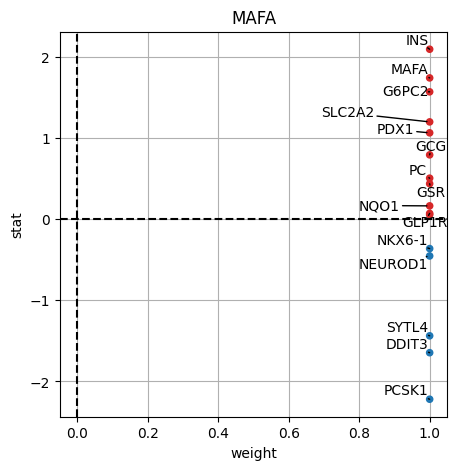 MAFA
INS
2
MAFA
G6PC2
SLC2A2
PDX1
1
GCG
PC
GSR
NQO1
0
GLP1R
NKX6-1
NEUROD1
−1
SYTL4
DDIT3
−2
PCSK1
stat
0.0 0.2 0.4 0.6 0.8 1.0
weight